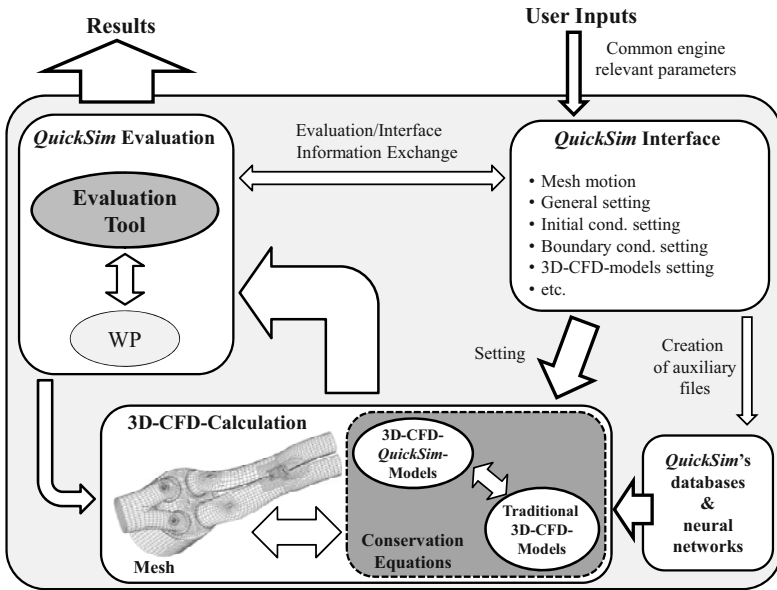 Results
User Inputs
Common engine
relevant parameters
QuickSim Evaluation
Evaluation
Tool
WP
Evaluation/Interface
Information Exchange
QuickSim Interface
• Mesh motion
• General setting
• Initial cond. setting
• Boundary cond. setting
• 3D-CFD-models setting
• etc.
Setting
Creation
of auxiliary
files
3D-CFD-Calculation
Mesh
3D-CFD-
QuickSim-
Models
Traditional
3D-CFD-
Models
Conservation
Equations
QuickSim's
databases
&
neural
networks